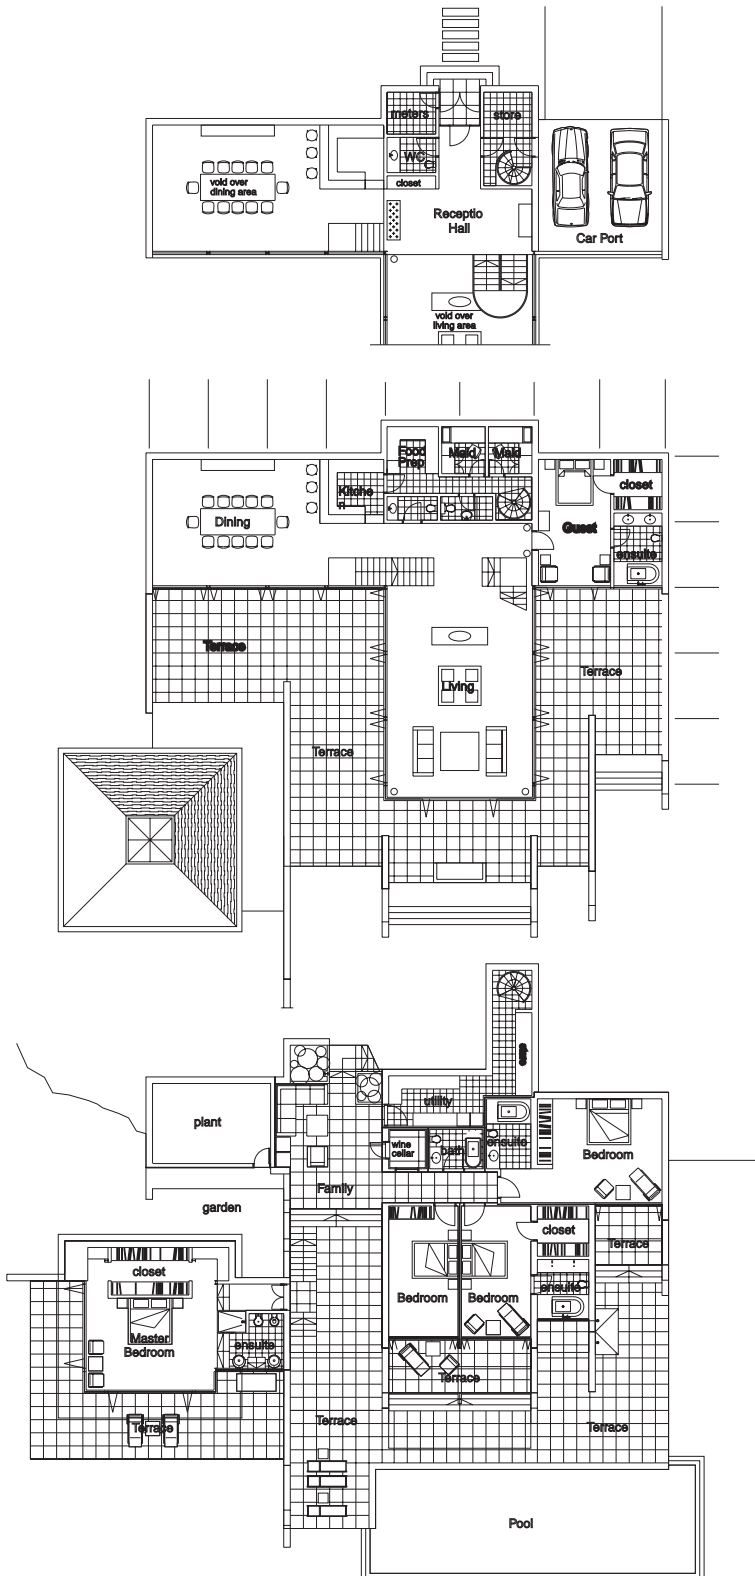 meters
store
WC
closet
void over
dining area
Receptio
Hall
Car Port
void over
living area
Food
Prep
Maid
Maid
Kitche
n
closet
Dining
Guest
ensuite
Terrace
Terrace
Living
Terrace
plant
utility
wine
cellar
bath
ensuite
Bedroom
Family
garden
closet
Terrace
closet
Bedroom
Bedroom
ensuite
Master
Bedroom
ensuite
Terrace
Terrace
Terrace
Terrace
Pool